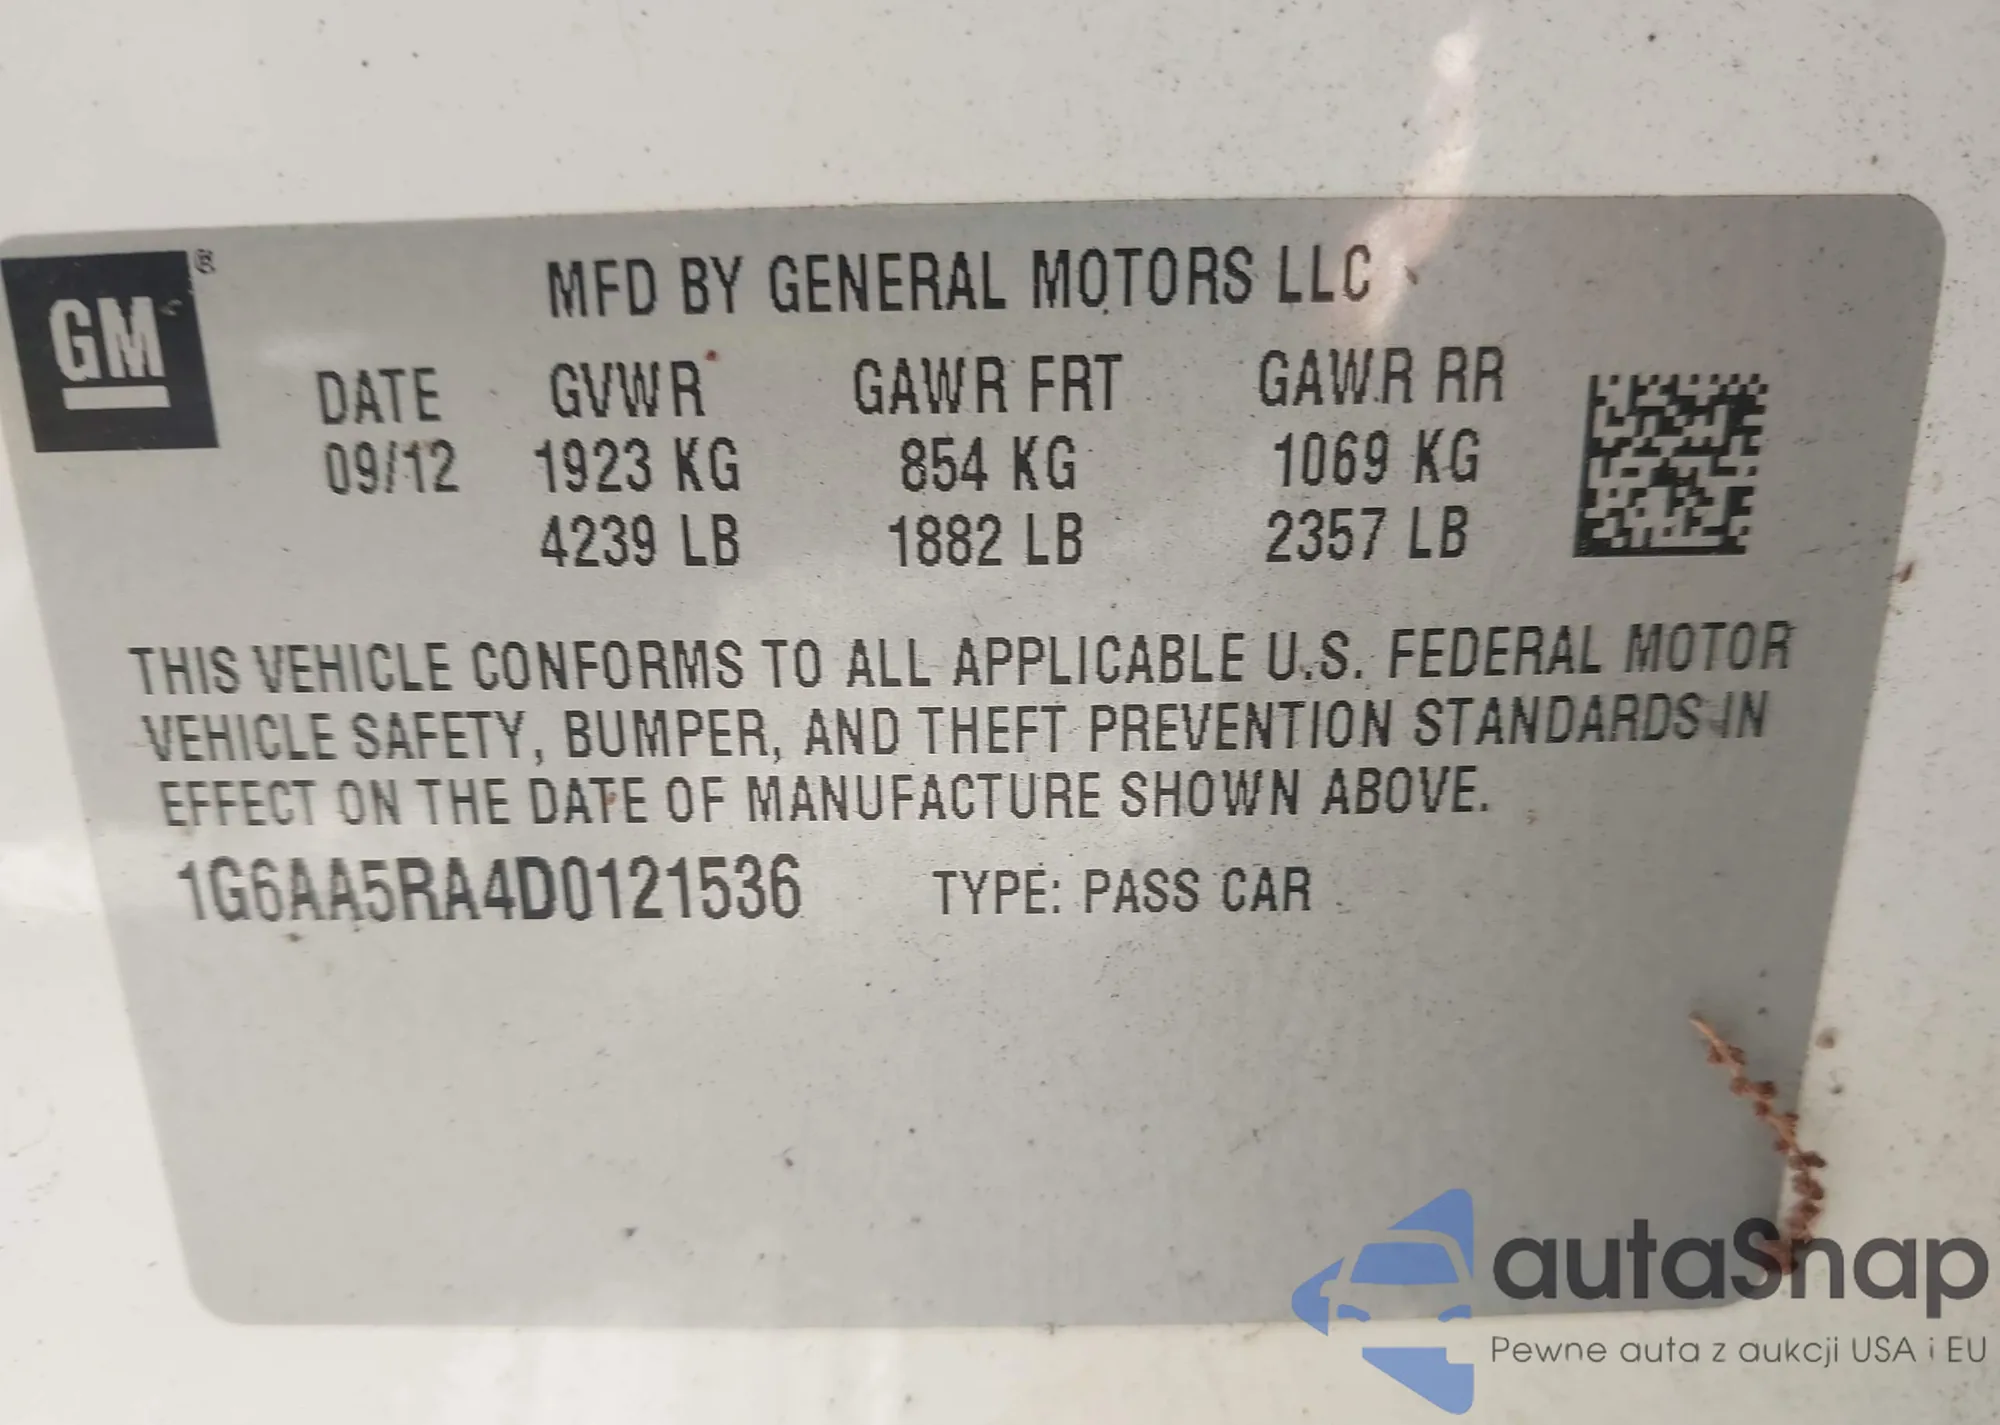 GM®
MFD BY GENERAL MOTORS LLC
DATE GVWR GAWR FRT GAWR RR
09/12 1923 KG 854 KG 1069 KG
4239 LB 1882 LB 2357 LB
THIS VEHICLE CONFORMS TO ALL APPLICABLE U.S. FEDERAL MOTOR
VEHICLE SAFETY, BUMPER, AND THEFT PREVENTION STANDARDS IN
EFFECT ON THE DATE OF MANUFACTURE SHOWN ABOVE.
1G6AA5RA4D0121536 TYPE: PASS CAR
autaSnap
Pewne auta z aukcji USA i EU